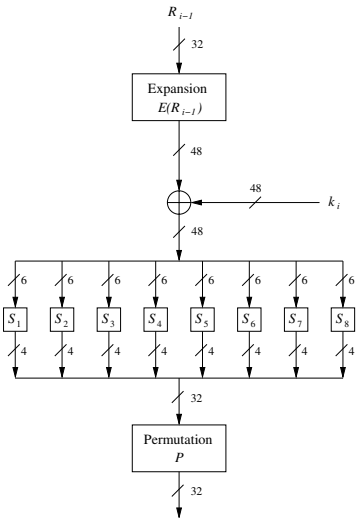 R i−1
32
Expansion
E(R i−1)
48
48
k i
48
6 6 6 6 6 6 6 6
S1 S2 S3 S4 S5 S6 S7 S8
4 4 4 4 4 4 4 4
32
Permutation
P
32